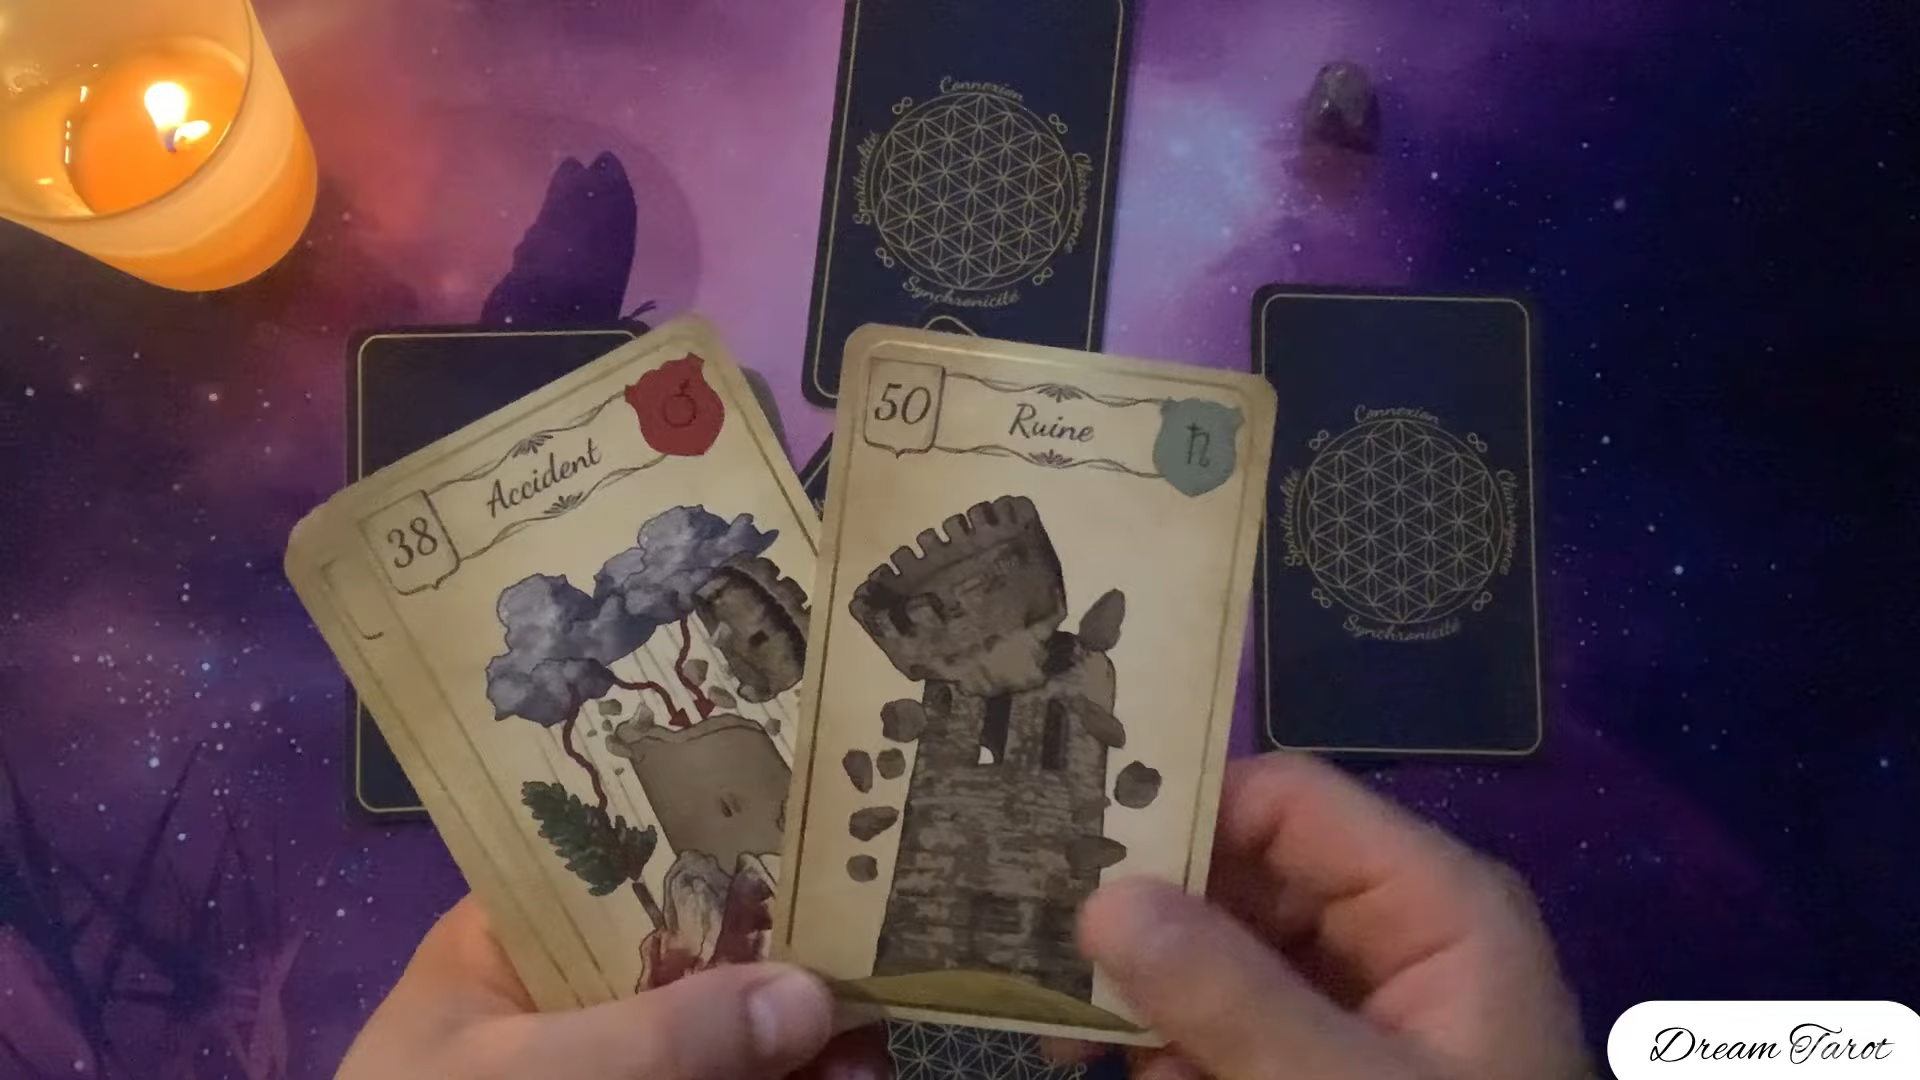 Connexion
Spiritualité
Clairvoyance
Synchronicité
38
Accident
50
Ruine
Connexion
Spiritualité
Clairvoyance
Synchronicité
Dream Tarot